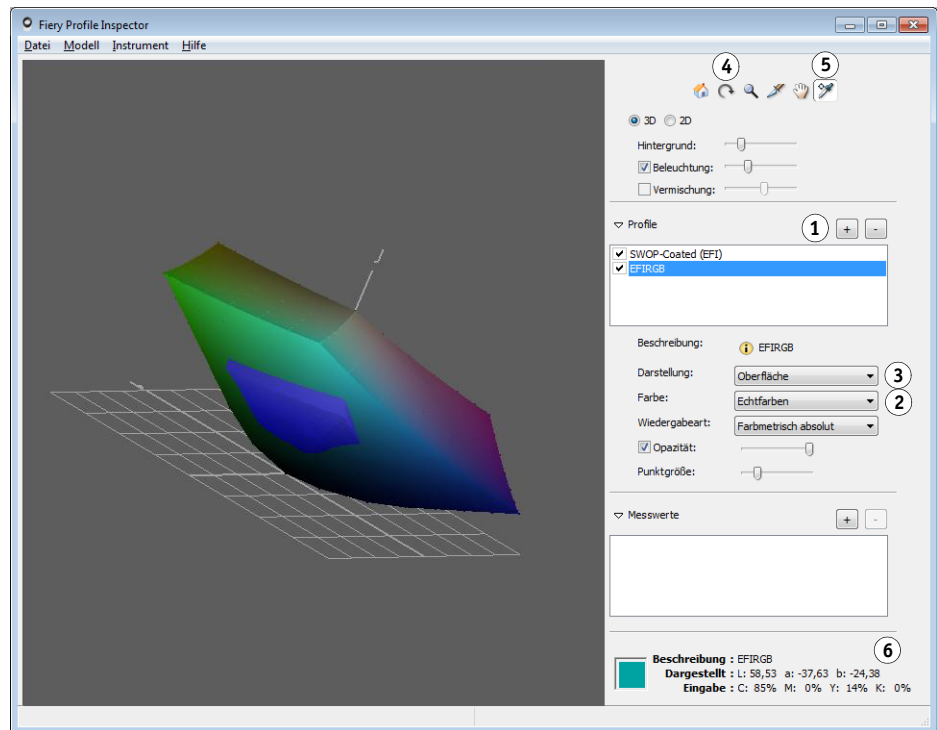 Fiery Profile Inspector
Datei Modell Instrument Hilfe
4 5
3D 2D
Hintergrund:
Beleuchtung:
Vermischung:
Profile 1 + -
SWOP-Coated (EFI)
EFIRGB
Beschreibung: i EFIRGB
Darstellung: Oberfläche 3
Farbe: Echtfarben 2
Wiedergabeart: Farbmetrisch absolut
Opazität:
Punktgröße:
Messwerte + -
6
Beschreibung : EFIRGB
Dargestellt : L: 58,53 a: -37,63 b: -24,38
Eingabe : C: 85% M: 0% Y: 14% K: 0%